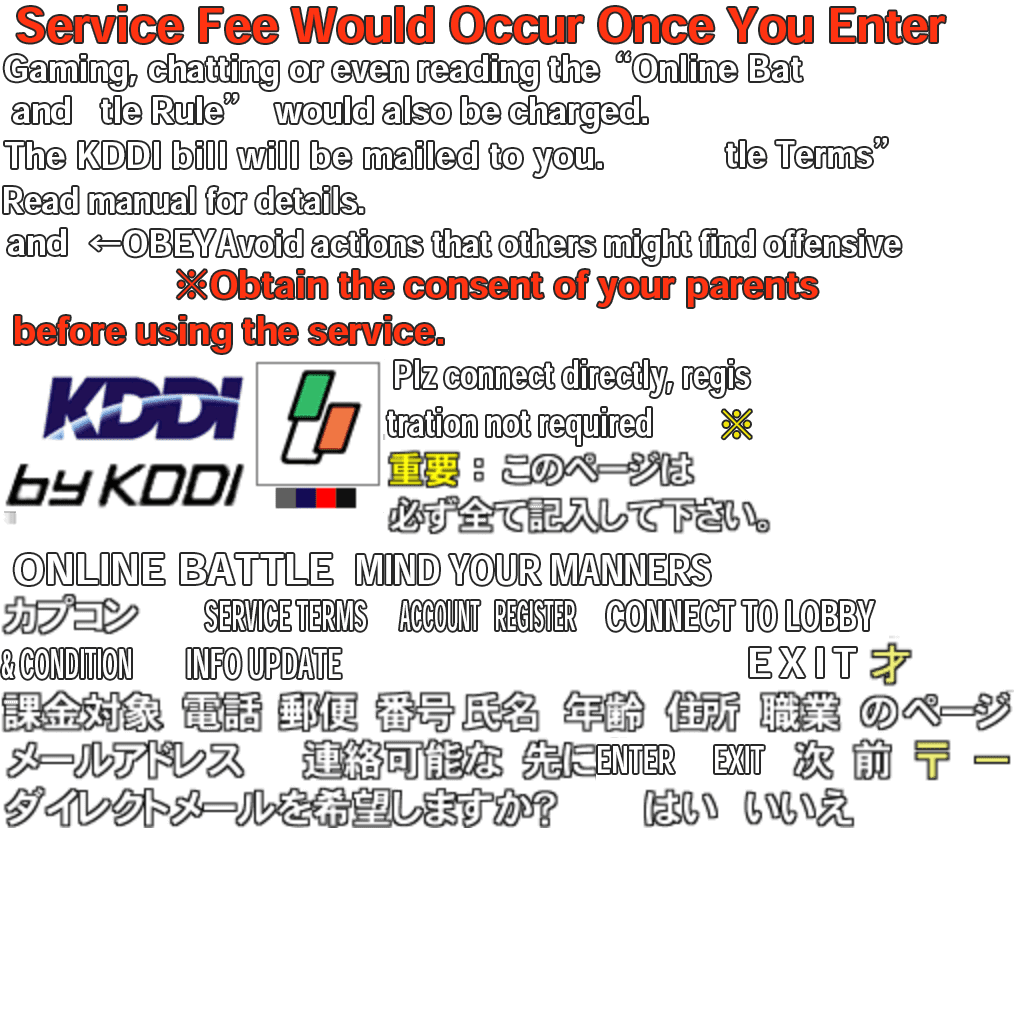 Service Fee Would Occur Once You Enter
Gaming, chatting or even reading the “Online Bat
and tle Rule” would also be charged.
The KDDI bill will be mailed to you. tle Terms”
Read manual for details.
and ←OBEYAvoid actions that others might find offensive
※Obtain the consent of your parents
before using the service.
KDDI
by KDDI
Plz connect directly, regis
tration not required ※
重要：このページは
必ず全て記入して下さい。
ONLINE BATTLE MIND YOUR MANNERS
カプコン SERVICE TERMS ACCOUNT REGISTER CONNECT TO LOBBY
& CONDITION INFO UPDATE EXIT 才
課金対象 電話 郵便 番号 氏名 年齢 住所 職業 のページ
メールアドレス 連絡可能な 先に ENTER EXIT 次 前 〒 ー
ダイレクトメールを希望しますか? はい いいえ